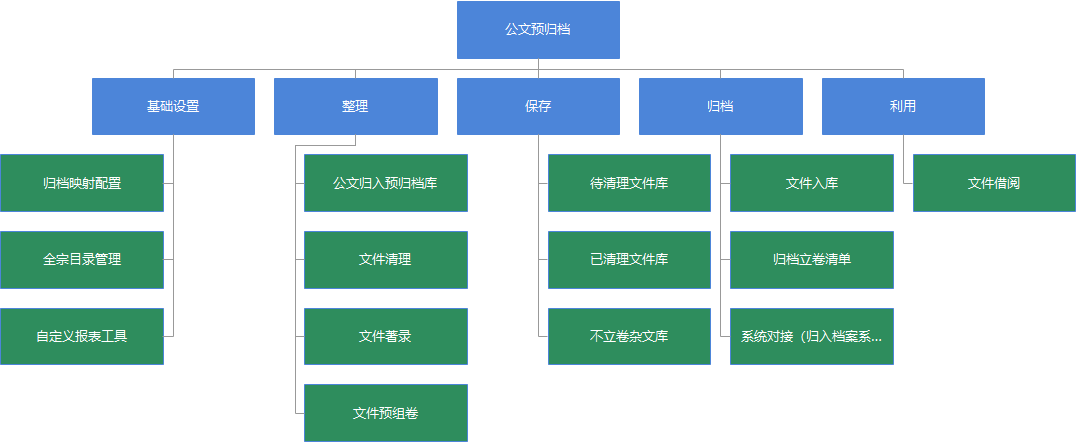 公文预归档
基础设置
整理
保存
归档
利用
归档映射配置
公文归入预归档库
待清理文件库
文件入库
文件借阅
全宗目录管理
文件清理
已清理文件库
归档立卷清单
自定义报表工具
文件著录
不立卷杂文库
系统对接（归入档案系...
文件预组卷